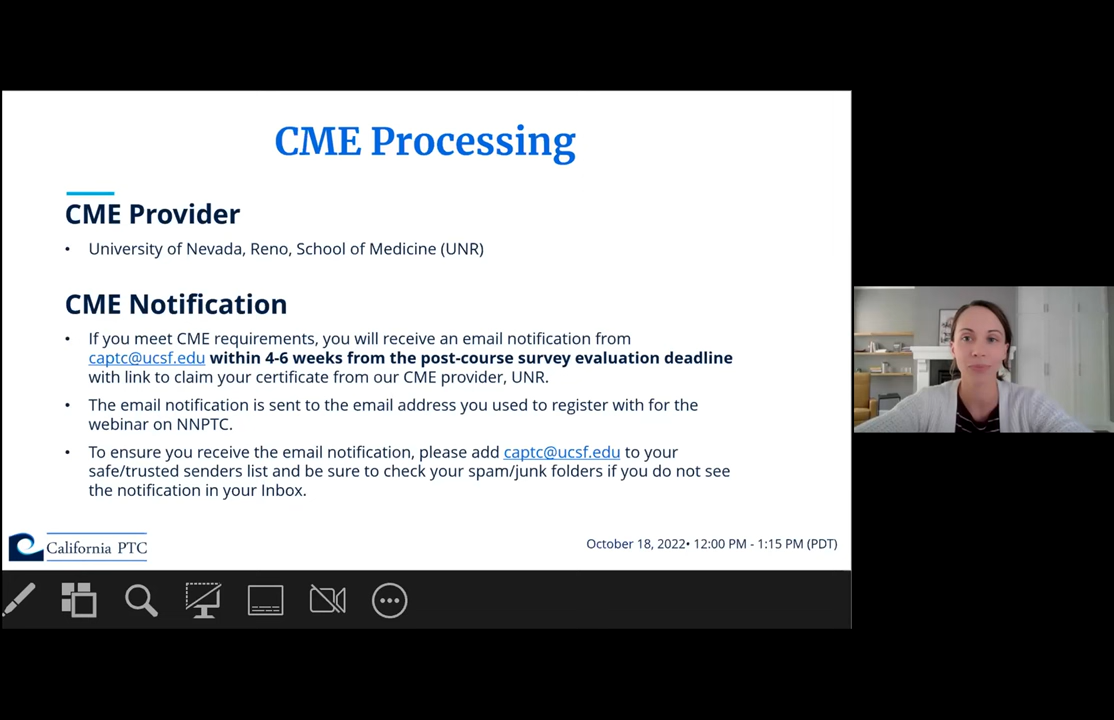 CME Processing
CME Provider
• University of Nevada, Reno, School of Medicine (UNR)
CME Notification
• If you meet CME requirements, you will receive an email notification from
captc@ucsf.edu within 4-6 weeks from the post-course survey evaluation deadline
with link to claim your certificate from our CME provider, UNR.
• The email notification is sent to the email address you used to register with for the
webinar on NNPTC.
• To ensure you receive the email notification, please add captc@ucsf.edu to your
safe/trusted senders list and be sure to check your spam/junk folders if you do not see
the notification in your Inbox.
California PTC
October 18, 2022• 12:00 PM - 1:15 PM (PDT)